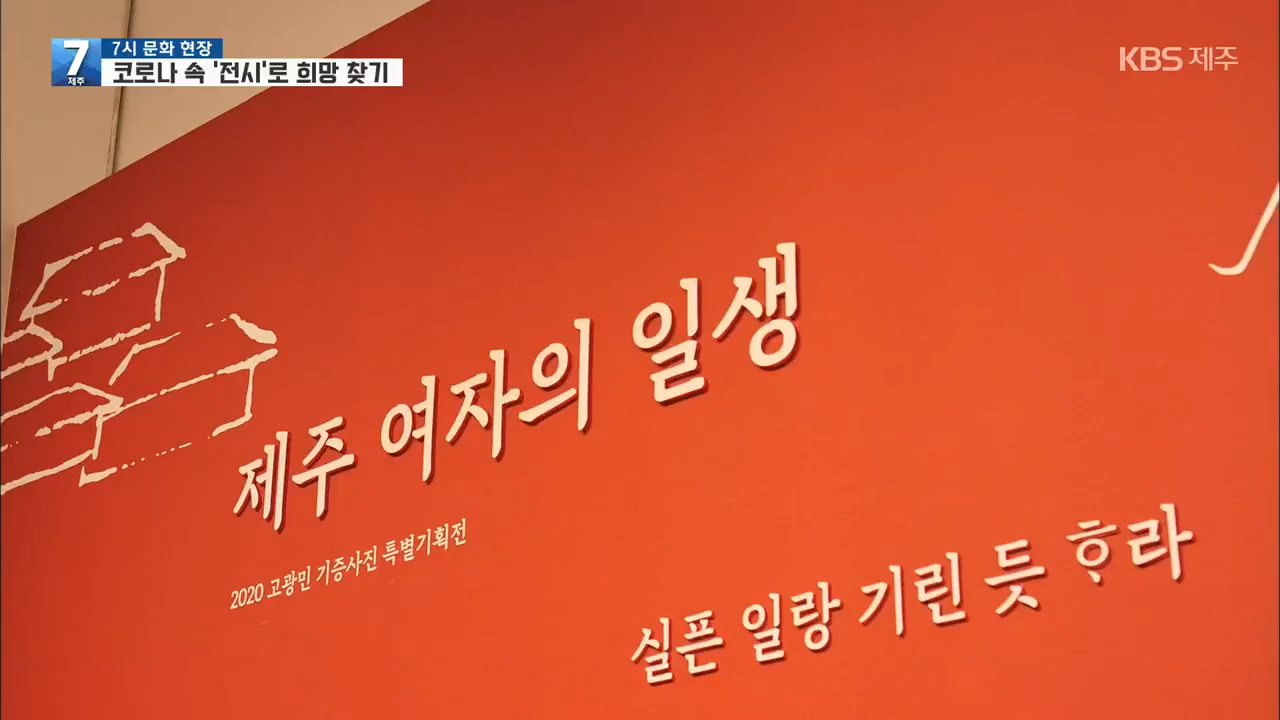 7 제주
7시 문화 현장
코로나 속 '전시'로 희망 찾기
KBS 제주
제주 여자의 일생
2020 고광민 기증사진 특별기획전
실픈 일랑 기린 듯 ᄒᆞ라